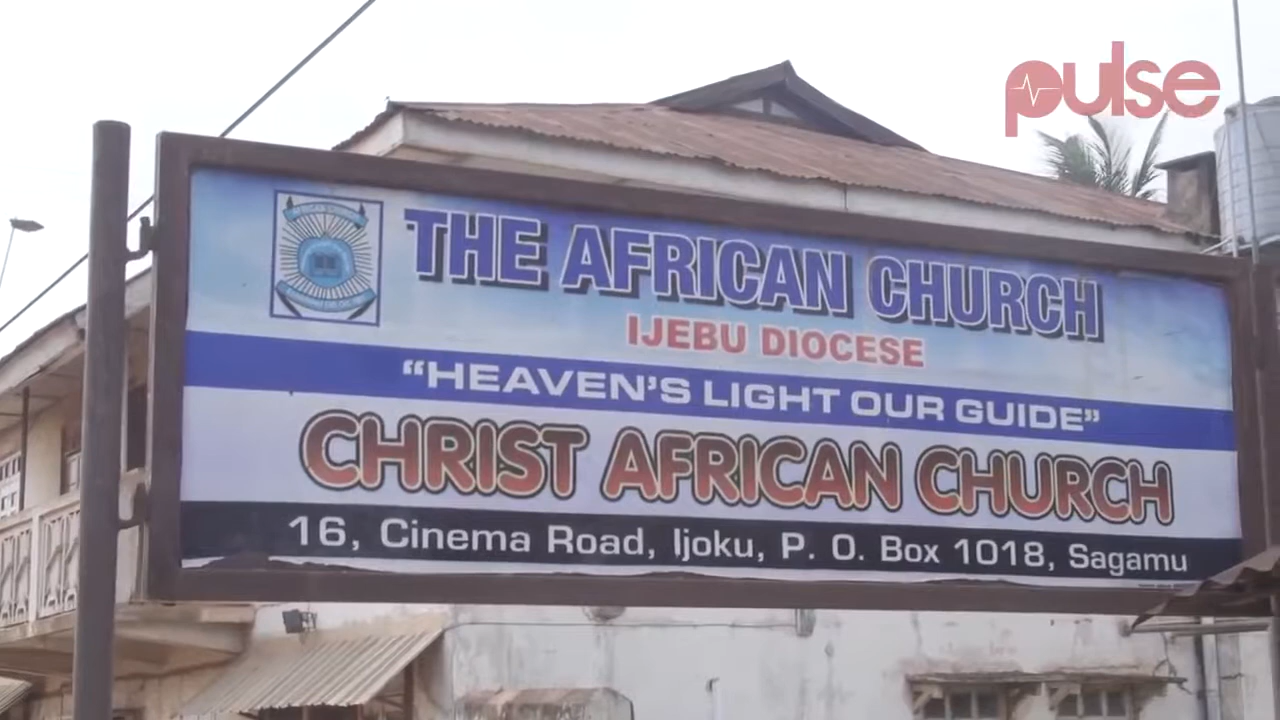 pulse
THE AFRICAN CHURCH
IJEBU DIOCESE
“HEAVEN'S LIGHT OUR GUIDE”
CHRIST AFRICAN CHURCH
16, Cinema Road, Ijoku, P. O. Box 1018, Sagamu